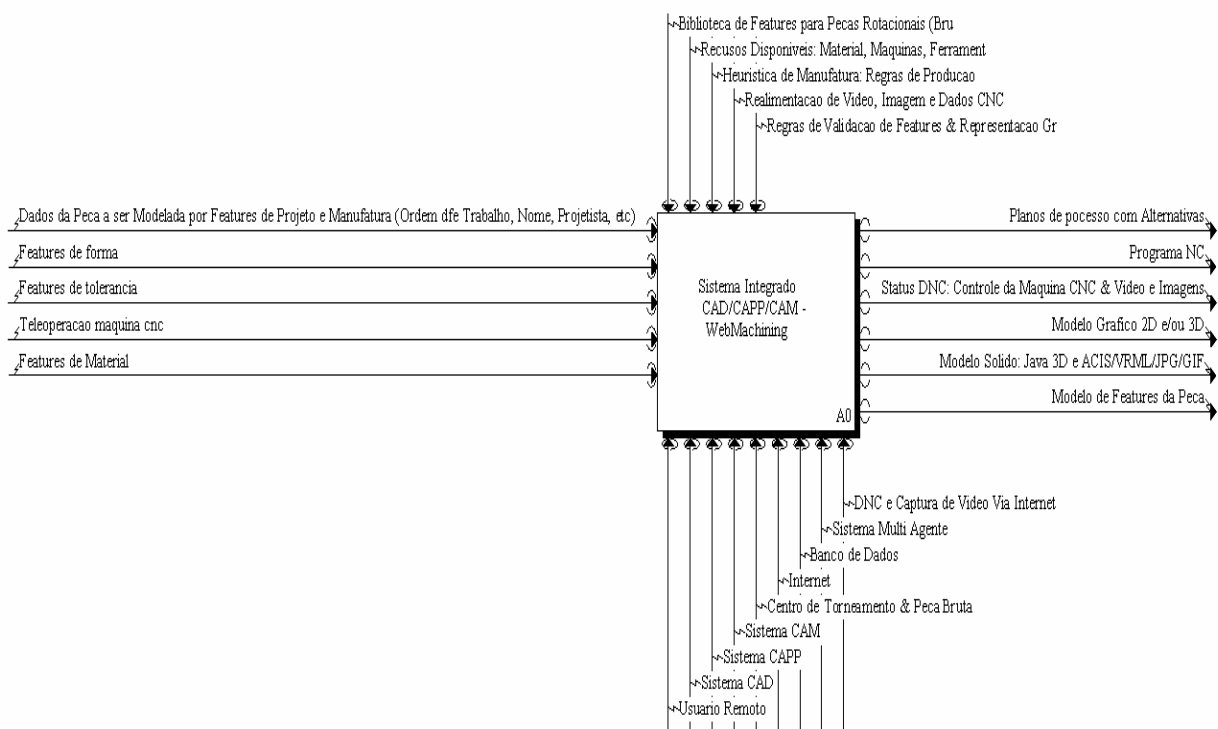 Biblioteca de Features para Pecas Rotacionais (Bru
Recusos Disponiveis: Material, Maquinas, Ferrament
Heuristica de Manufatura: Regras de Producao
Realimentacao de Video, Imagem e Dados CNC
Regras de Validacao de Features & Representacao Gr
Dados da Peca a ser Modelada por Features de Projeto e Manufatura (Ordem dfe Trabalho, Nome, Projetista, etc)
Features de forma
Features de tolerancia
Teleoperacao maquina cnc
Features de Material
Sistema Integrado
CAD/CAPP/CAM -
WebMachining
A0
Planos de pocesso com Alternativas
Programa NC
Status DNC: Controle da Maquina CNC & Video e Imagens
Modelo Grafico 2D e/ou 3D
Modelo Solido: Java 3D e ACIS/VRML/JPG/GIF
Modelo de Features da Peca
DNC e Captura de Video Via Internet
Sistema Multi Agente
Banco de Dados
Internet
Centro de Torneamento & Peca Bruta
Sistema CAM
Sistema CAPP
Sistema CAD
Usuario Remoto